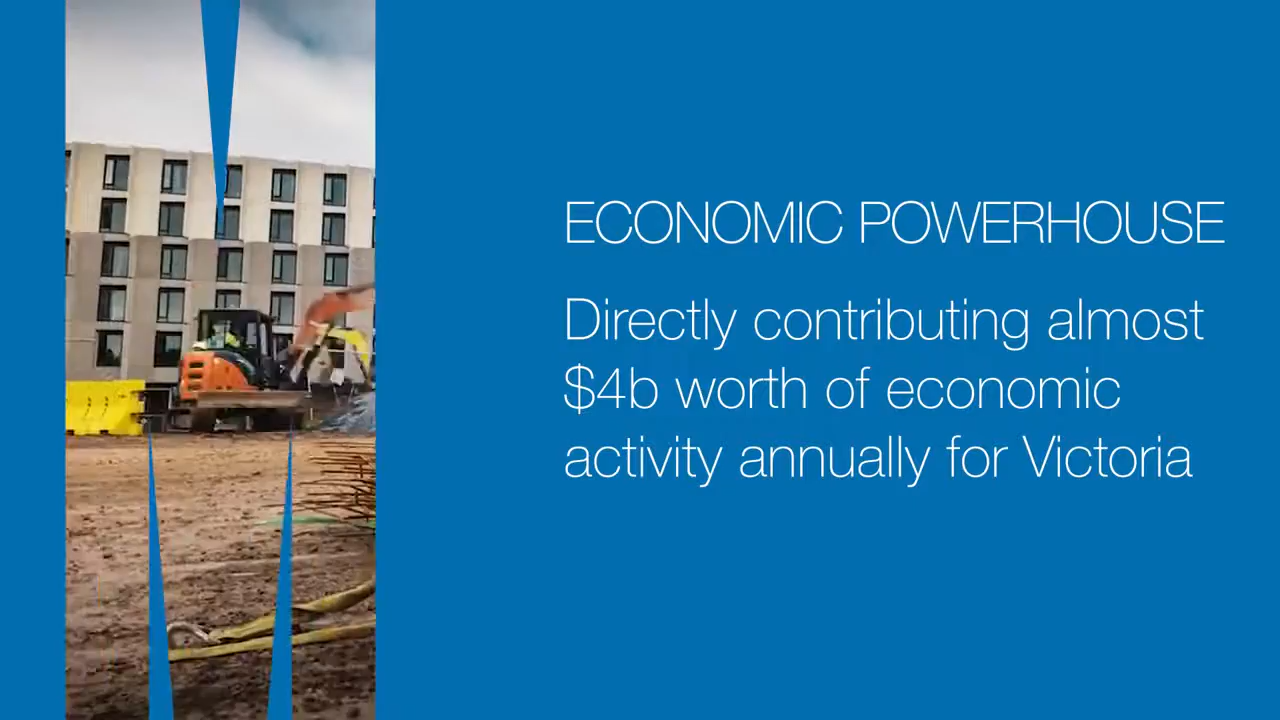 ECONOMIC POWERHOUSE
Directly contributing almost
$4b worth of economic
activity annually for Victoria